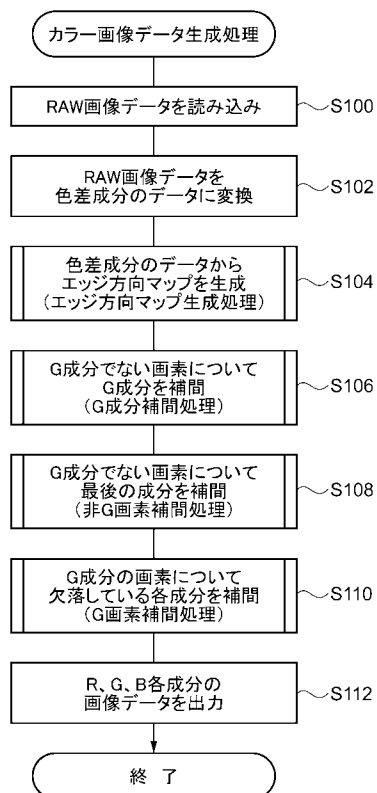 カラー画像データ生成処理
RAW画像データを読み込み
S100
RAW画像データを
色差成分のデータに変換
S102
色差成分のデータから
エッジ方向マップを生成
(エッジ方向マップ生成処理)
S104
G成分でない画素について
G成分を補間
(G成分補間処理)
S106
G成分でない画素について
最後の成分を補間
(非G画素補間処理)
S108
G成分の画素について
欠落している各成分を補間
(G画素補間処理)
S110
R、G、B各成分の
画像データを出力
S112
終 了